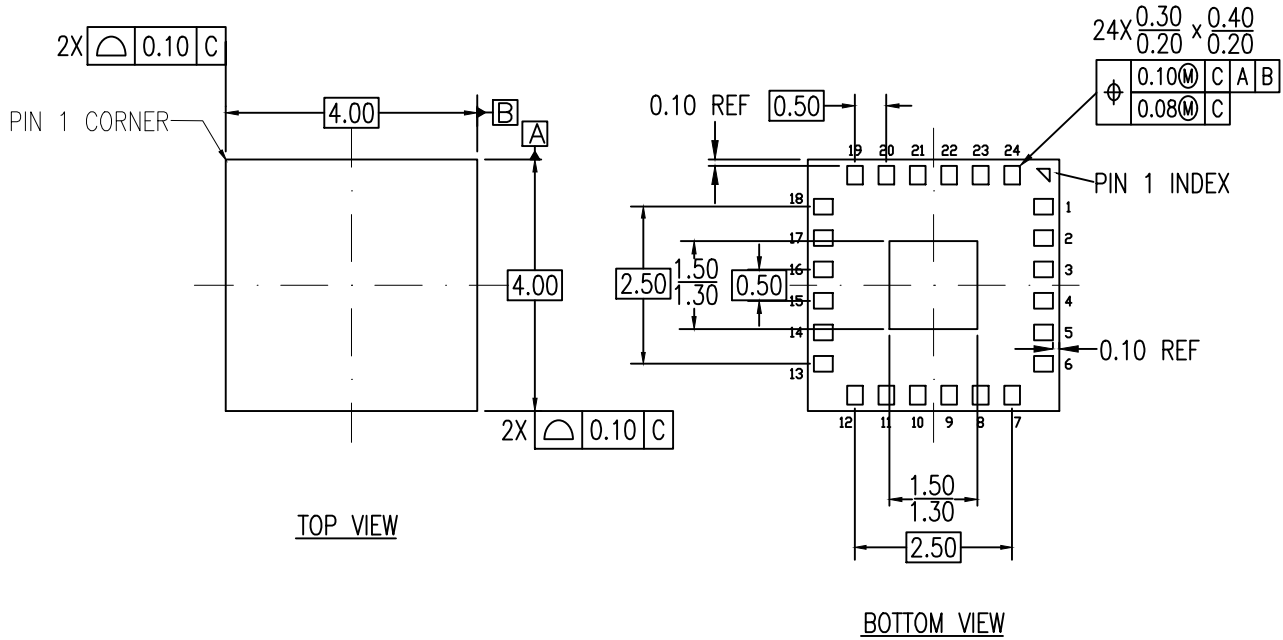 2X ⌓ 0.10 C
PIN 1 CORNER
4.00
B
A
4.00
2X ⌓ 0.10 C
TOP VIEW
24X 0.30/0.20 x 0.40/0.20
⌖ 0.10Ⓜ C A B
0.08Ⓜ C
0.10 REF
0.50
19 20 21 22 23 24
PIN 1 INDEX
18
17
16
15
14
13
1
2
3
4
5
6
2.50
1.50
1.30
0.50
0.10 REF
12 11 10 9 8 7
1.50
1.30
2.50
BOTTOM VIEW